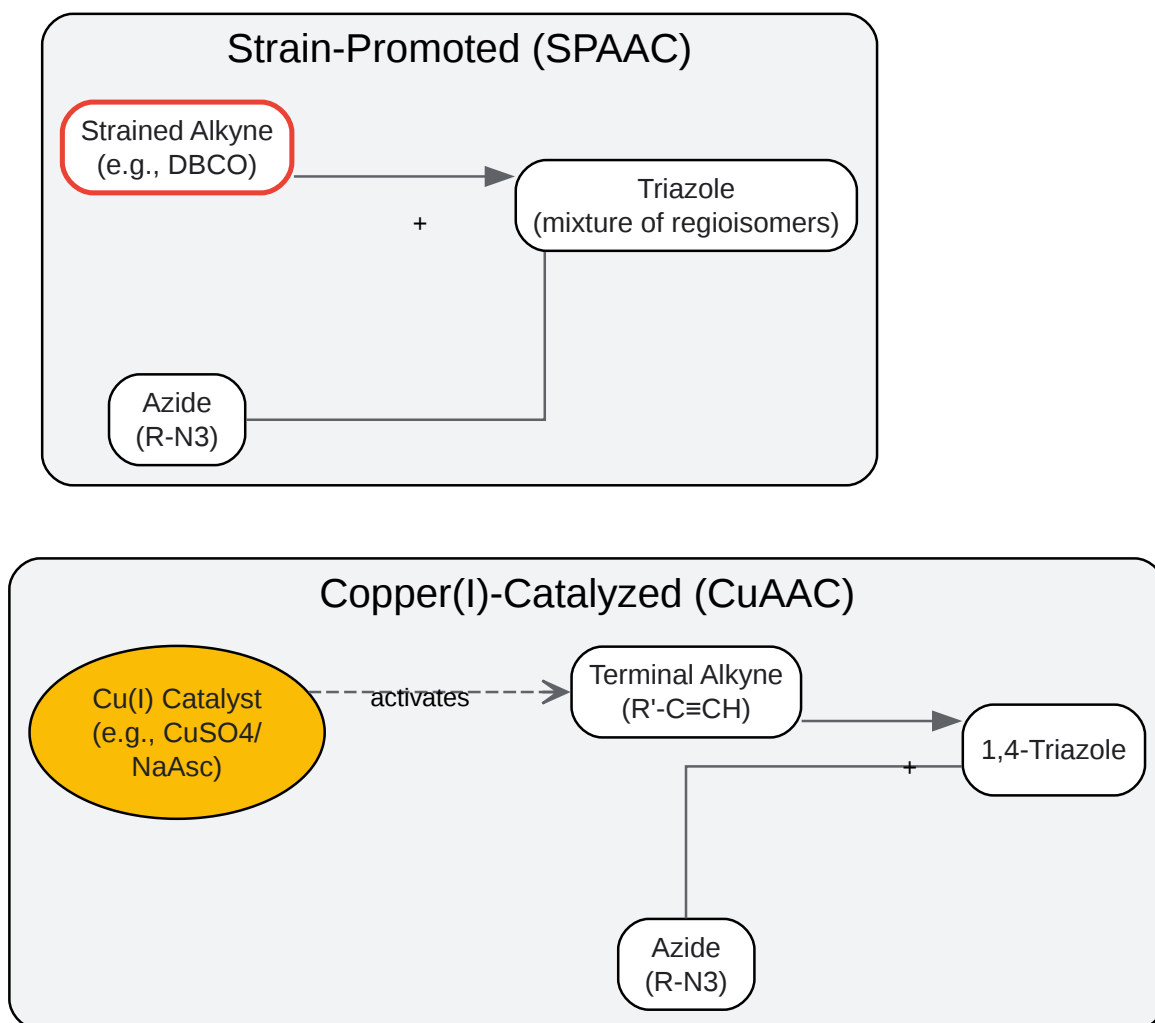 Strain-Promoted (SPAAC)
Strained Alkyne
(e.g., DBCO)
Triazole
(mixture of regioisomers)
+
Azide
(R-N3)
Copper(I)-Catalyzed (CuAAC)
Cu(I) Catalyst
(e.g., CuSO4/
NaAsc)
activates
Terminal Alkyne
(R'-C≡CH)
1,4-Triazole
+
Azide
(R-N3)